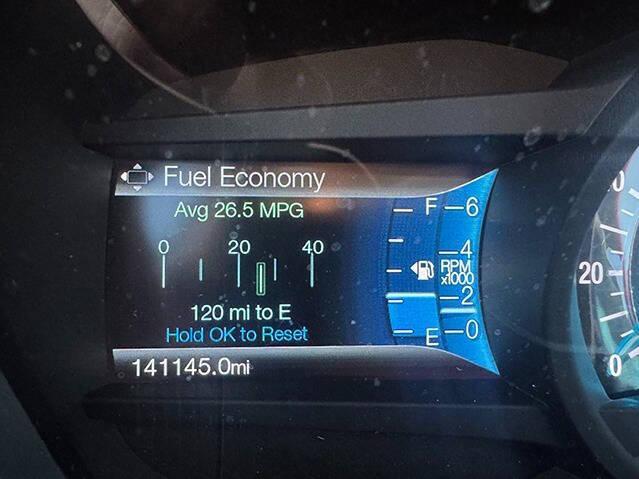 Fuel Economy
Avg 26.5 MPG
0 20 40
120 mi to E
Hold OK to Reset
141145.0mi
F
E
6
4
RPM
x1000
2
0
20
0